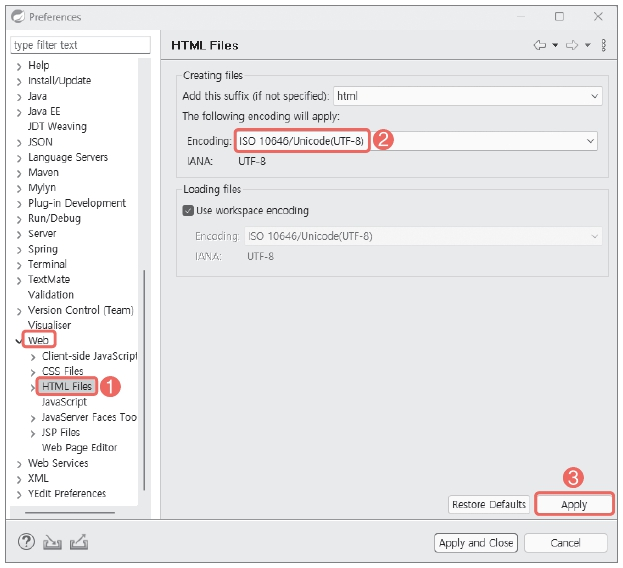 Preferences
type filter text
HTML Files
Help
Install/Update
Java
Java EE
JDT Weaving
JSON
Language Servers
Maven
Mylyn
Plug-in Development
Run/Debug
Server
Spring
Terminal
TextMate
Validation
Version Control (Team)
Visualiser
Web
Client-side JavaScript
CSS Files
HTML Files 1
JavaScript
JavaServer Faces Too
JSP Files
Web Page Editor
Web Services
XML
YEdit Preferences
Creating files
Add this suffix (if not specified): html
The following encoding will apply:
Encoding: ISO 10646/Unicode(UTF-8) 2
IANA: UTF-8
Loading files
Use workspace encoding
Encoding: ISO 10646/Unicode(UTF-8)
IANA: UTF-8
3
Restore Defaults Apply
? Apply and Close Cancel